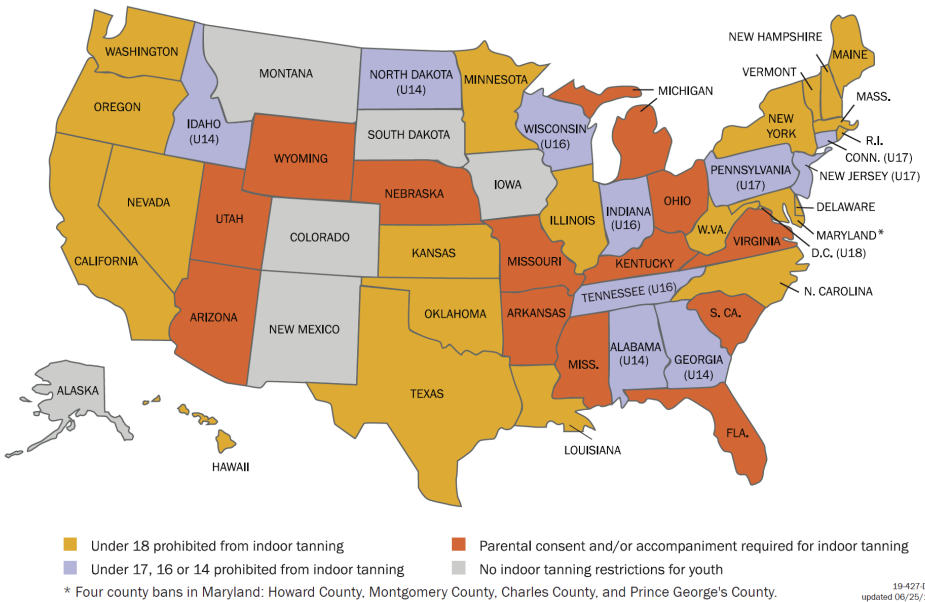 WASHINGTON
OREGON
CALIFORNIA
NEVADA
IDAHO
(U14)
MONTANA
WYOMING
UTAH
ARIZONA
COLORADO
NEW MEXICO
NORTH DAKOTA
(U14)
SOUTH DAKOTA
NEBRASKA
KANSAS
OKLAHOMA
TEXAS
MINNESOTA
IOWA
MISSOURI
ARKANSAS
LOUISIANA
WISCONSIN
(U16)
ILLINOIS
MICHIGAN
INDIANA
(U16)
OHIO
KENTUCKY
TENNESSEE (U16)
MISS.
ALABAMA
(U14)
GEORGIA
(U14)
FLA.
S. CA.
N. CAROLINA
VIRGINIA
W.VA.
PENNSYLVANIA
(U17)
NEW
YORK
VERMONT
NEW HAMPSHIRE
MAINE
MASS.
R.I.
CONN. (U17)
NEW JERSEY (U17)
DELAWARE
MARYLAND*
D.C. (U18)
ALASKA
HAWAII
Under 18 prohibited from indoor tanning
Under 17, 16 or 14 prohibited from indoor tanning
Parental consent and/or accompaniment required for indoor tanning
No indoor tanning restrictions for youth
* Four county bans in Maryland: Howard County, Montgomery County, Charles County, and Prince George's County.
19-427-
updated 06/25/